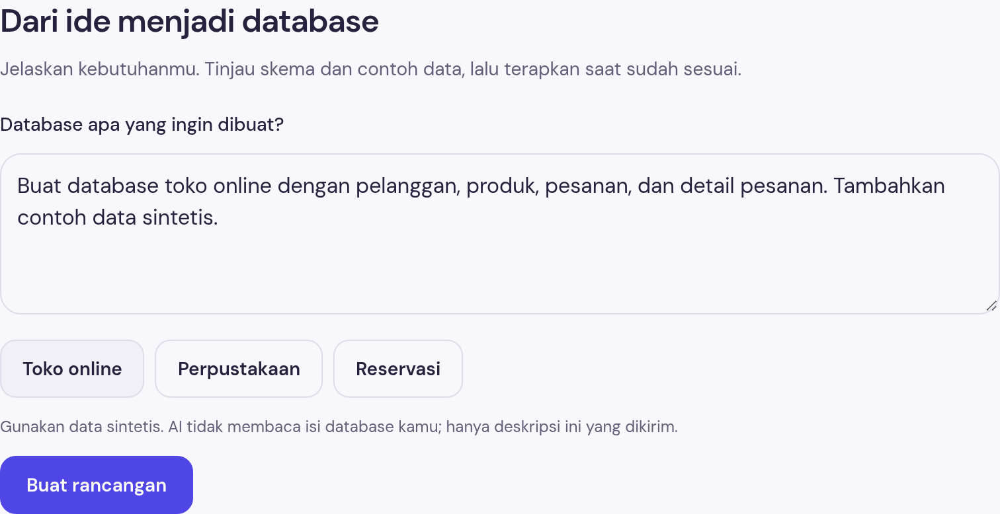 Dari ide menjadi database
Jelaskan kebutuhanmu. Tinjau skema dan contoh data, lalu terapkan saat sudah sesuai.
Database apa yang ingin dibuat?
Buat database toko online dengan pelanggan, produk, pesanan, dan detail pesanan. Tambahkan
contoh data sintetis.
Toko online
Perpustakaan
Reservasi
Gunakan data sintetis. AI tidak membaca isi database kamu; hanya deskripsi ini yang dikirim.
Buat rancangan